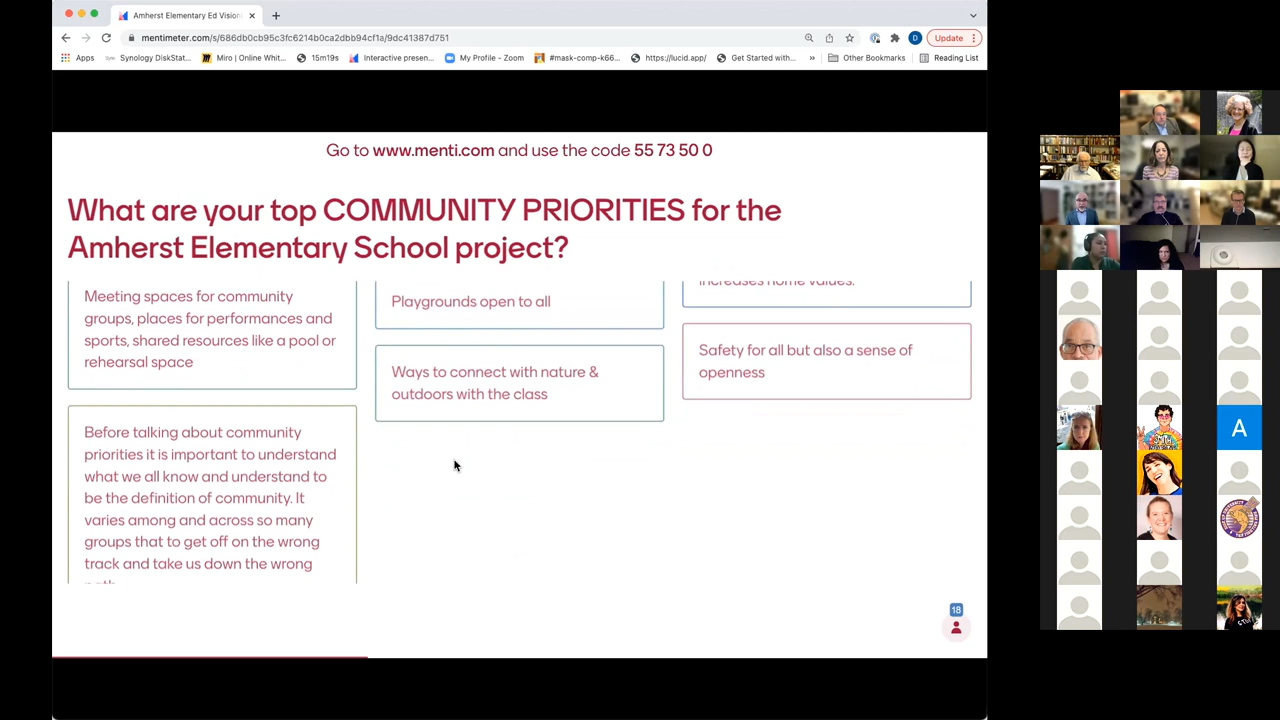 Amherst Elementary Ed Vision
mentimeter.com/s/686db0cb95c3fc6214b0ca2dbb94cf1a/9dc41387d751
Update
Apps
Synology DiskStat...
Miro | Online Whit...
15m19s
Interactive presen...
My Profile - Zoom
#mask-comp-k66...
https://lucid.app/
Get Started with...
»
Other Bookmarks
Reading List
Go to www.menti.com and use the code 55 73 50 0
What are your top COMMUNITY PRIORITIES for the
Amherst Elementary School project?
Meeting spaces for community
groups, places for performances and
sports, shared resources like a pool or
rehearsal space
Before talking about community
priorities it is important to understand
what we all know and understand to
be the definition of community. It
varies among and across so many
groups that to get off on the wrong
track and take us down the wrong
Playgrounds open to all
Ways to connect with nature &
outdoors with the class
increases home values.
Safety for all but also a sense of
openness
18
D
A